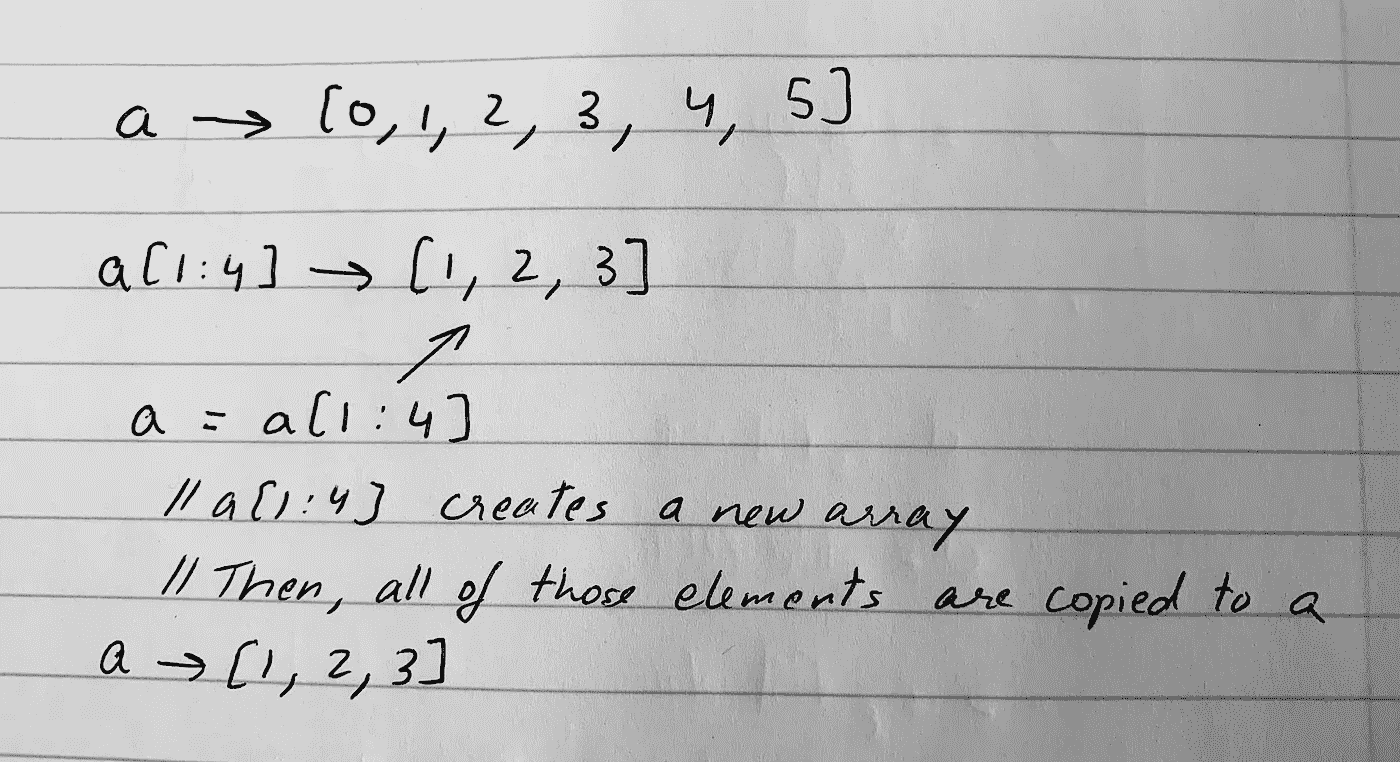 a → [0, 1, 2, 3, 4, 5]
a[1:4] → [1, 2, 3]
a = a[1:4]
// a[1:4] creates a new array
// Then, all of those elements are copied to a
a → [1, 2, 3]